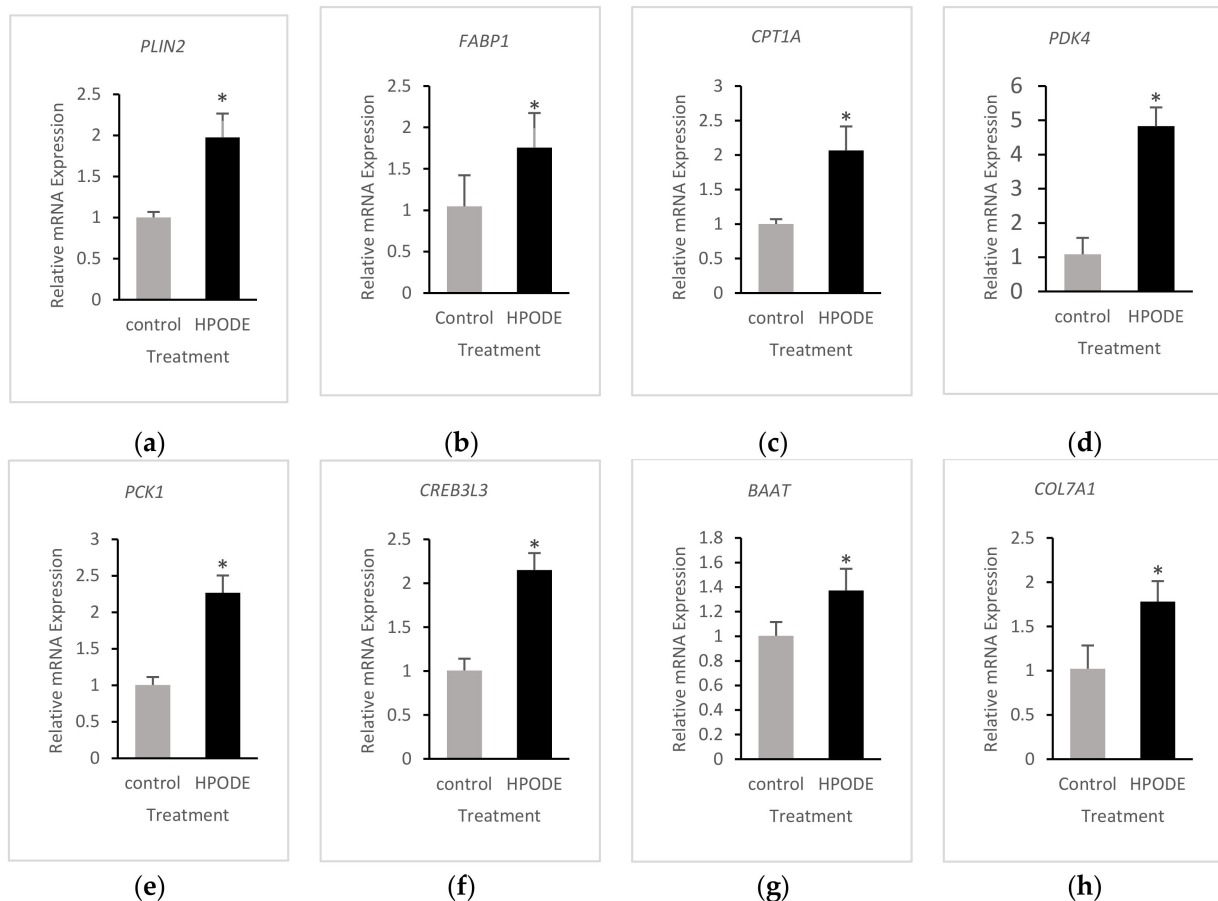 PLIN2
Relative mRNA Expression
2.5
*
2
1.5
1
0.5
0
control HPODE
Treatment
(a)
FABP1
Relative mRNA Expression
2.5
*
2
1.5
1
0.5
0
Control HPODE
Treatment
(b)
CPT1A
Relative mRNA Expression
3
2.5
*
2
1.5
1
0.5
0
control HPODE
Treatment
(c)
PDK4
Relative mRNA Expression
6
*
5
4
3
2
1
0
control HPODE
Treatment
(d)
PCK1
Relative mRNA Expression
3
*
2.5
2
1.5
1
0.5
0
control HPODE
Treatment
(e)
CREB3L3
Relative mRNA Expression
2.5
*
2
1.5
1
0.5
0
control HPODE
Treatment
(f)
BAAT
Relative mRNA Expression
1.8
*
1.6
1.4
1.2
1
0.8
0.6
0.4
0.2
0
control HPODE
Treatment
(g)
COL7A1
Relative mRNA Expression
2.5
*
2
1.5
1
0.5
0
Control HPODE
Treatment
(h)